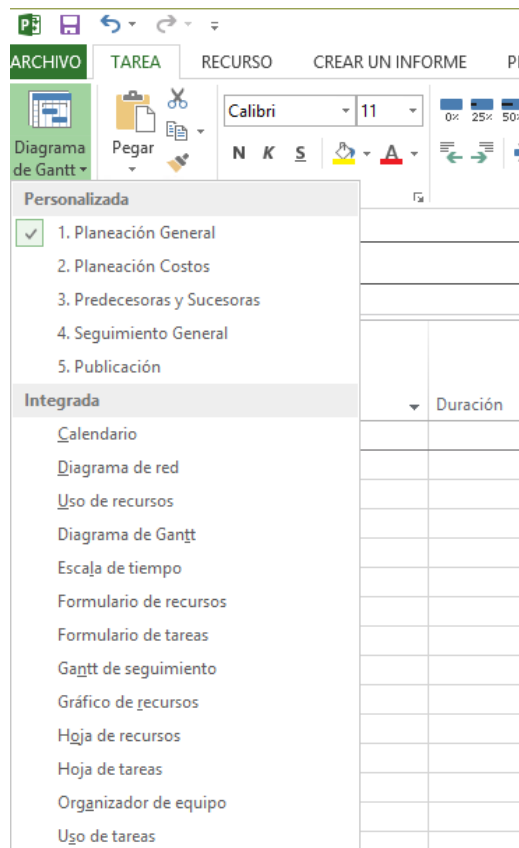 ARCHIVO TAREA RECURSO CREAR UN INFORME
Calibri 11 0% 25% 50%
Diagrama de Gantt
Pegar
N K S A
Personalizada
1. Planeación General
2. Planeación Costos
3. Predecesoras y Sucesoras
4. Seguimiento General
5. Publicación
Integrada
Duración
Calendario
Diagrama de red
Uso de recursos
Diagrama de Gantt
Escala de tiempo
Formulario de recursos
Formulario de tareas
Gantt de seguimiento
Gráfico de recursos
Hoja de recursos
Hoja de tareas
Organizador de equipo
Uso de tareas